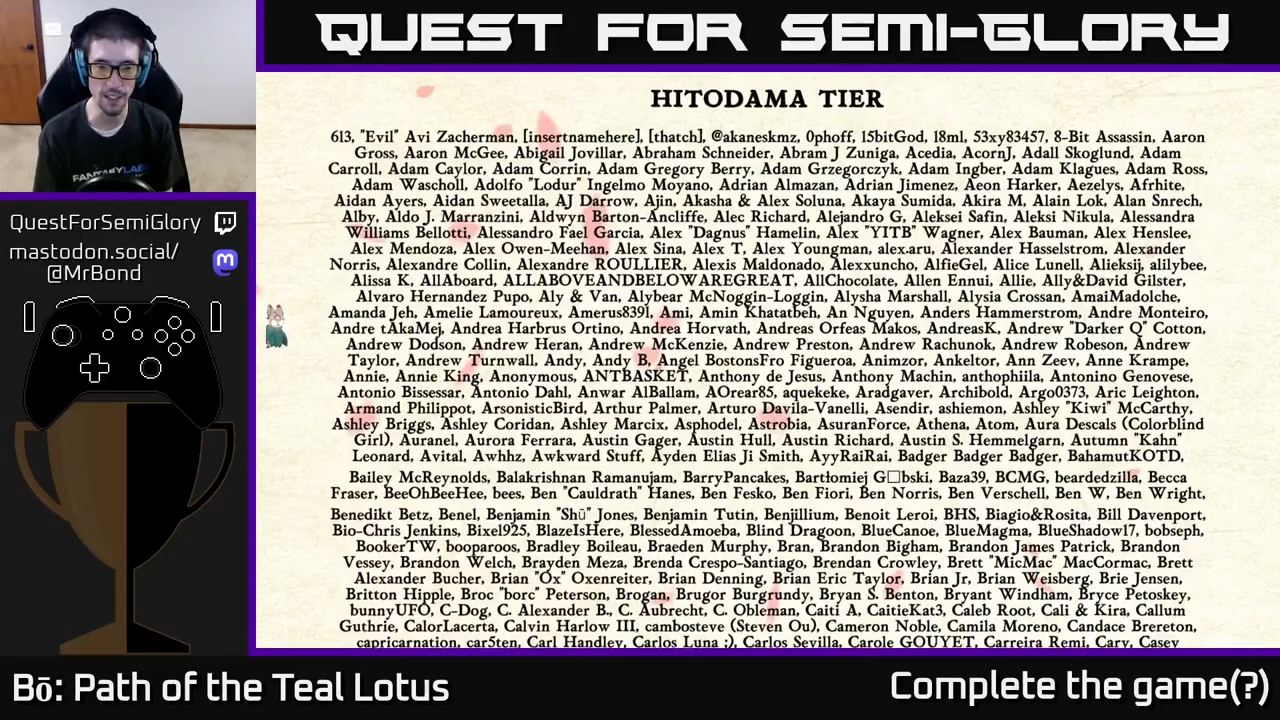 QUEST FOR SEMI-GLORY
HITODAMA TIER
613, "Evil" Avi Zacherman, [insertnamehere], [thatch], @akaneskmz, 0phoff, 15bitGod, 18ml, 53xy83457, 8-Bit Assassin, Aaron
Gross, Aaron McGee, Abigail Jovillar, Abraham Schneider, Abram J Zuniga, Acedia, AcornJ, Adall Skoglund, Adam
Carroll, Adam Caylor, Adam Corrin, Adam Gregory Berry, Adam Grzegorczyk, Adam Ingber, Adam Klagues, Adam Ross,
Adam Wascholl, Adolfo "Lodur" Ingelmo Moyano, Adrian Almazan, Adrian Jimenez, Aeon Harker, Aezelys, Afrhite,
Aidan Ayers, Aidan Sweetalla, AJ Darrow, Ajin, Akasha & Alex Soluna, Akaya Sumida, Akira M, Alain Lok, Alan Snrech,
Alby, Aldo J. Marranzini, Aldwyn Barton-Ancliffe, Alec Richard, Alejandro G, Aleksei Safin, Aleksi Nikula, Alessandra
Williams Bellotti, Alessandro Fael Garcia, Alex "Dagnus" Hamelin, Alex "YITB" Wagner, Alex Bauman, Alex Henslee,
Alex Mendoza, Alex Owen-Meehan, Alex Sina, Alex T, Alex Youngman, alex.aru, Alexander Hasselstrom, Alexander
Norris, Alexandre Collin, Alexandre ROULLIER, Alexis Maldonado, Alexxuncho, AlfieGel, Alice Lunell, Alieksij, alilybee,
Alissa K, AllAboard, ALLABOVEANDBELOWAREGREAT, AllChocolate, Allen Ennui, Allie, Ally&David Gilster,
Alvaro Hernandez Pupo, Aly & Van, Alybear McNoggin-Loggin, Alysha Marshall, Alysia Crossan, AmaiMadolche,
Amanda Jeh, Amelie Lamoureux, Amerus8391, Ami, Amin Khatatbeh, An Nguyen, Anders Hammerstrom, Andre Monteiro,
Andre tAkaMej, Andrea Harbrus Ortino, Andrea Horvath, Andreas Orfeas Makos, AndreasK, Andrew "Darker Q" Cotton,
Andrew Dodson, Andrew Heran, Andrew McKenzie, Andrew Preston, Andrew Rachunok, Andrew Robeson, Andrew
Taylor, Andrew Turnwall, Andy, Andy B, Angel BostonsFro Figueroa, Animzor, Ankeltor, Ann Zeev, Anne Krampe,
Annie, Annie King, Anonymous, ANTBASKET, Anthony de Jesus, Anthony Machin, anthophiila, Antonino Genovese,
Antonio Bissessar, Antonio Dahl, Anwar AlBallam, AOrear85, aquekeke, Aradgaver, Archibold, Argo0373, Aric Leighton,
Armand Philippot, ArsonisticBird, Arthur Palmer, Arturo Davila-Vanelli, Asendir, ashiemon, Ashley "Kiwi" McCarthy,
Ashley Briggs, Ashley Coridan, Ashley Marcix, Asphodel, Astrobia, AsuranForce, Athena, Atom, Aura Descals (Colorblind
Girl), Auranel, Aurora Ferrara, Austin Gager, Austin Hull, Austin Richard, Austin S. Hemmelgarn, Autumn "Kahn"
Leonard, Avital, Awhhz, Awkward Stuff, Ayden Elias Ji Smith, AyyRaiRai, Badger Badger Badger, BahamutKOTD,
Bailey McReynolds, Balakrishnan Ramanujam, BarryPancakes, Bartłomiej G□bski, Baza39, BCMG, beardedzilla, Becca
Fraser, BeeOhBeeHee, bees, Ben "Cauldrath" Hanes, Ben Fesko, Ben Fiori, Ben Norris, Ben Verschell, Ben W, Ben Wright,
Benedikt Betz, Benel, Benjamin "Shū" Jones, Benjamin Tutin, Benjillium, Benoit Leroi, BHS, Biagio&Rosita, Bill Davenport,
Bio-Chris Jenkins, Bixel925, BlazeIsHere, BlessedAmoeba, Blind Dragoon, BlueCanoe, BlueMagma, BlueShadow17, bobseph,
BookerTW, booparoos, Bradley Boileau, Braeden Murphy, Bran, Brandon Bigham, Brandon James Patrick, Brandon
Vessey, Brandon Welch, Brayden Meza, Brenda Crespo-Santiago, Brendan Crowley, Brett "MicMac" MacCormac, Brett
Alexander Bucher, Brian "Ox" Oxenreiter, Brian Denning, Brian Eric Taylor, Brian Jr, Brian Weisberg, Brie Jensen,
Britton Hipple, Broc "borc" Peterson, Brogan, Brugor Burgrundy, Bryan S. Benton, Bryant Windham, Bryce Petoskey,
bunnyUFO, C-Dog, C. Alexander B., C. Aubrecht, C. Obleman, Caiti A, CaitieKat3, Caleb Root, Cali & Kira, Callum
Guthrie, CalorLacerta, Calvin Harlow III, cambosteve (Steven Ou), Cameron Noble, Camila Moreno, Candace Brereton,
capricarnation, car5ten, Carl Handley, Carlos Luna ;), Carlos Sevilla, Carole GOUYET, Carreira Remi, Cary, Casey
FANTASYLABS
QuestForSemiGlory
mastodon.social/
@MrBond
Bō: Path of the Teal Lotus
Complete the game(?)